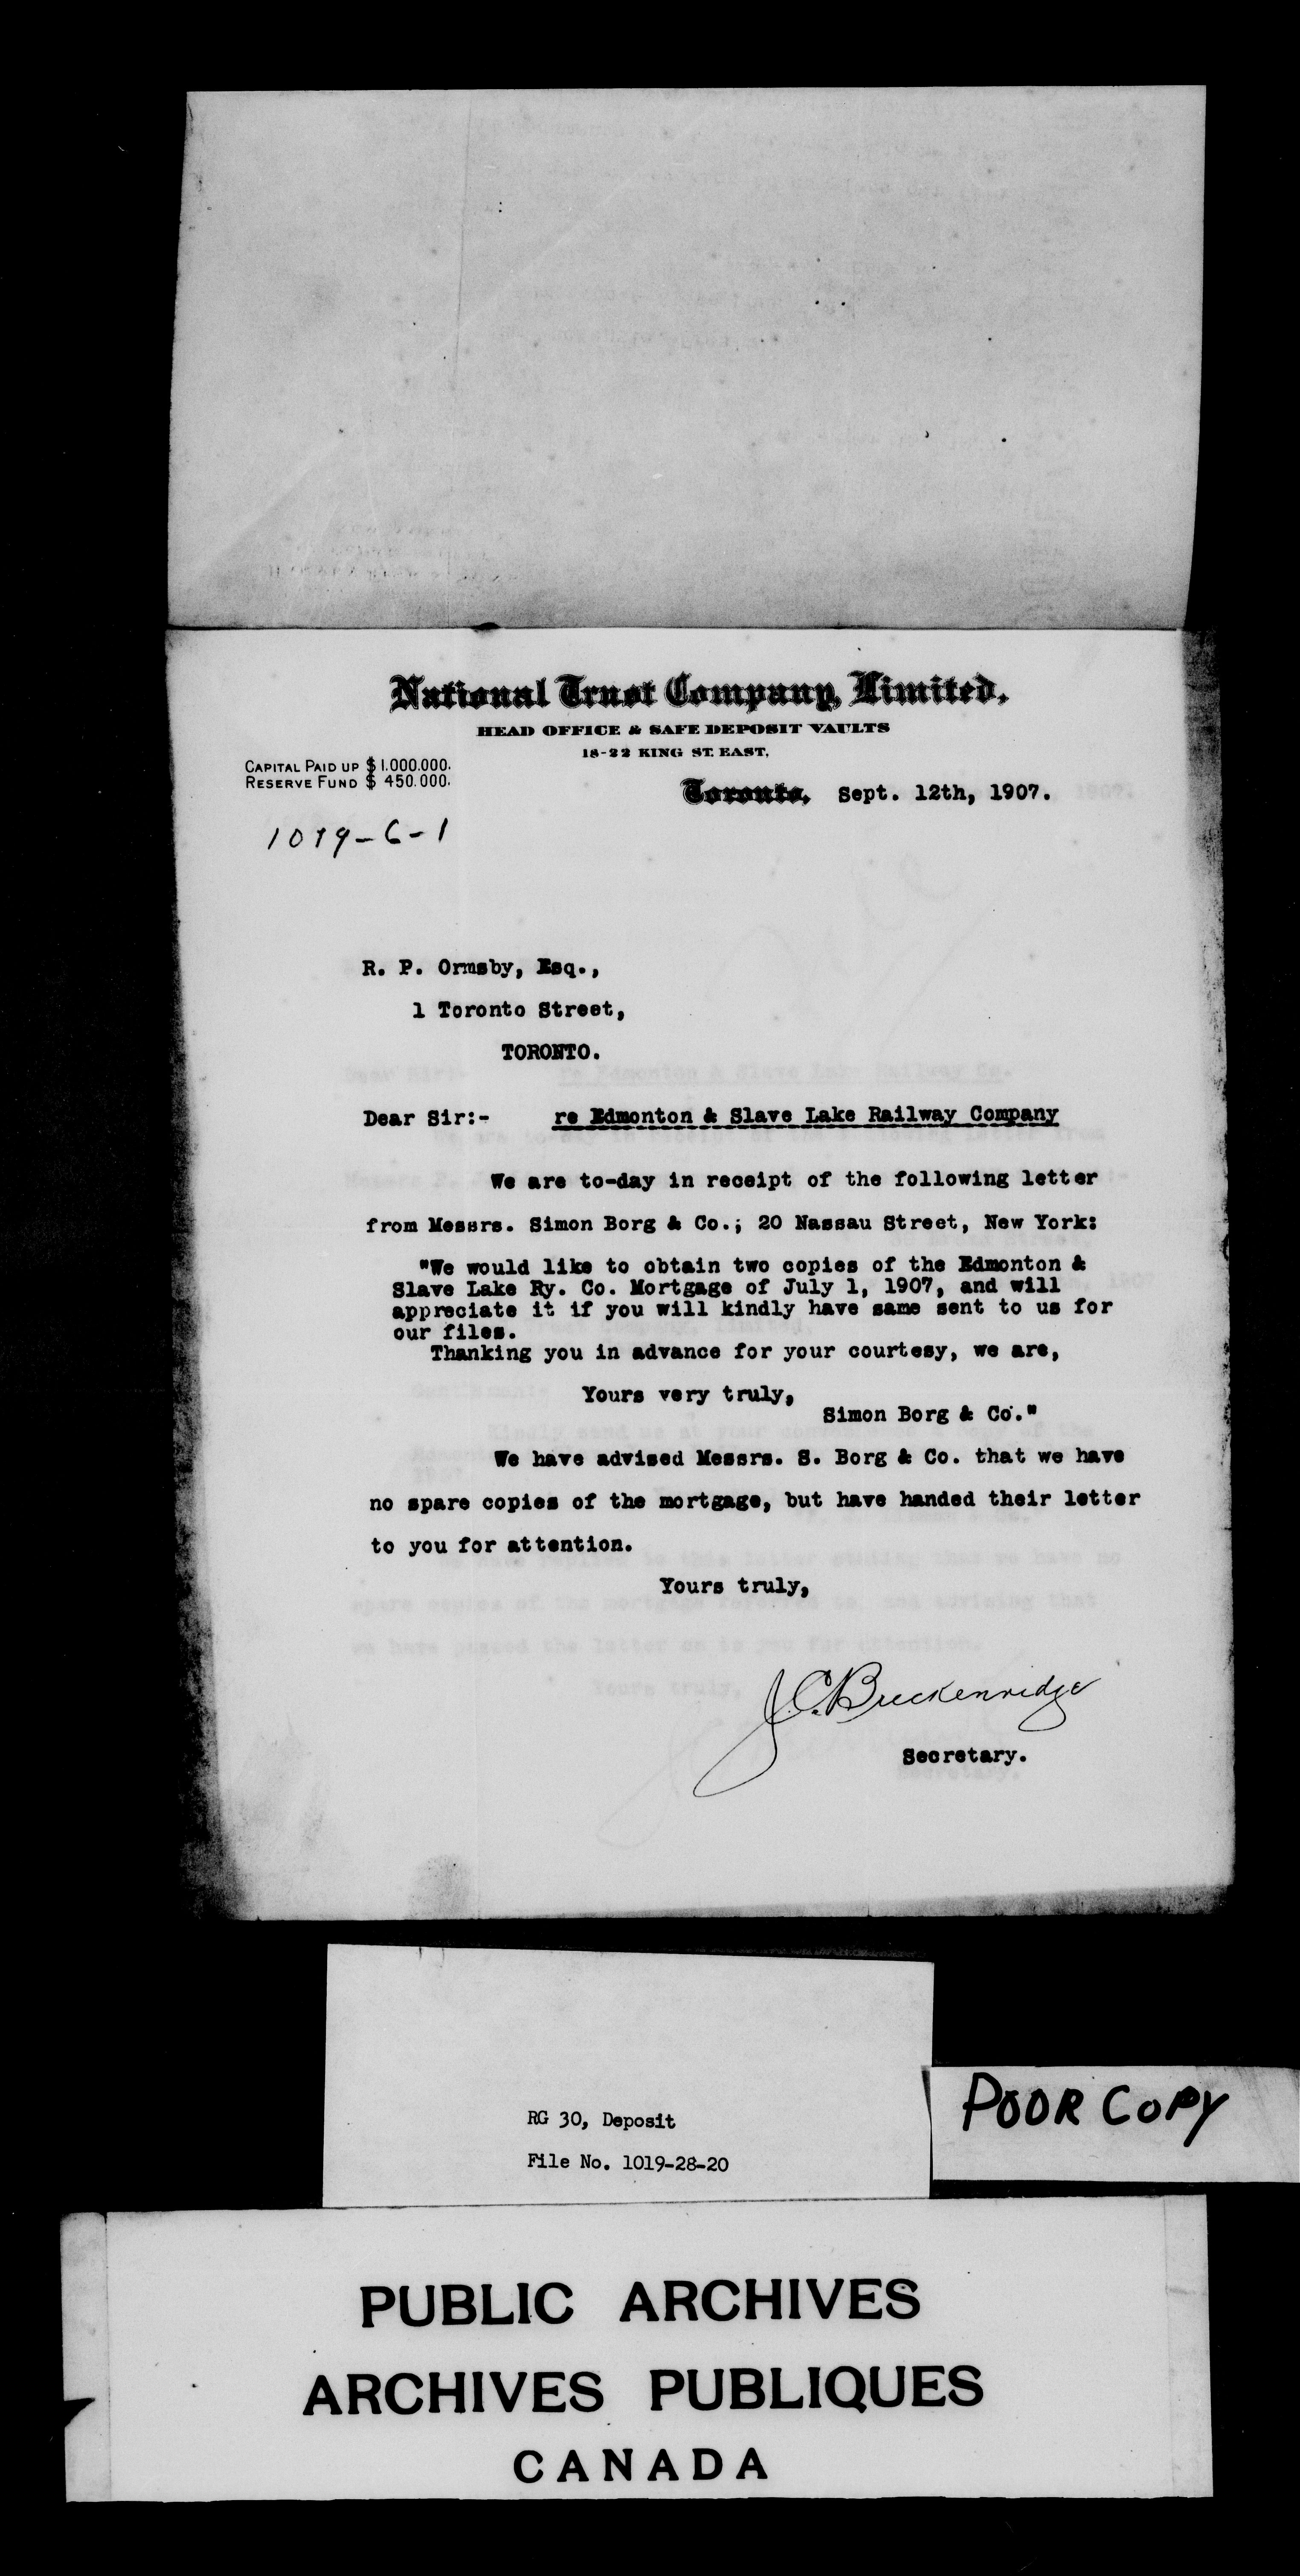 National Trust Company, Limited.
HEAD OFFICE & SAFE DEPOSIT VAULTS
18-22 KING ST. EAST,
CAPITAL PAID UP $1.000.000.
RESERVE FUND $ 450.000.
Toronto, Sept. 12th, 1907.
1019-6-1
R. P. Ormsby, Esq.,
1 Toronto Street,
TORONTO.
Dear Sir:- re Edmonton & Slave Lake Railway Company
We are to-day in receipt of the following letter
from Messrs. Simon Borg & Co.; 20 Nassau Street, New York:
"We would like to obtain two copies of the Edmonton &
Slave Lake Ry. Co. Mortgage of July 1, 1907, and will
appreciate it if you will kindly have same sent to us for
our files.
Thanking you in advance for your courtesy, we are,
Yours very truly,
Simon Borg & Co."
We have advised Messrs. S. Borg & Co. that we have
no spare copies of the mortgage, but have handed their letter
to you for attention.
Yours truly,
J.C. Breckenridge
Secretary.
RG 30, Deposit
File No. 1019-28-20
POOR COPY
PUBLIC ARCHIVES
ARCHIVES PUBLIQUES
CANADA